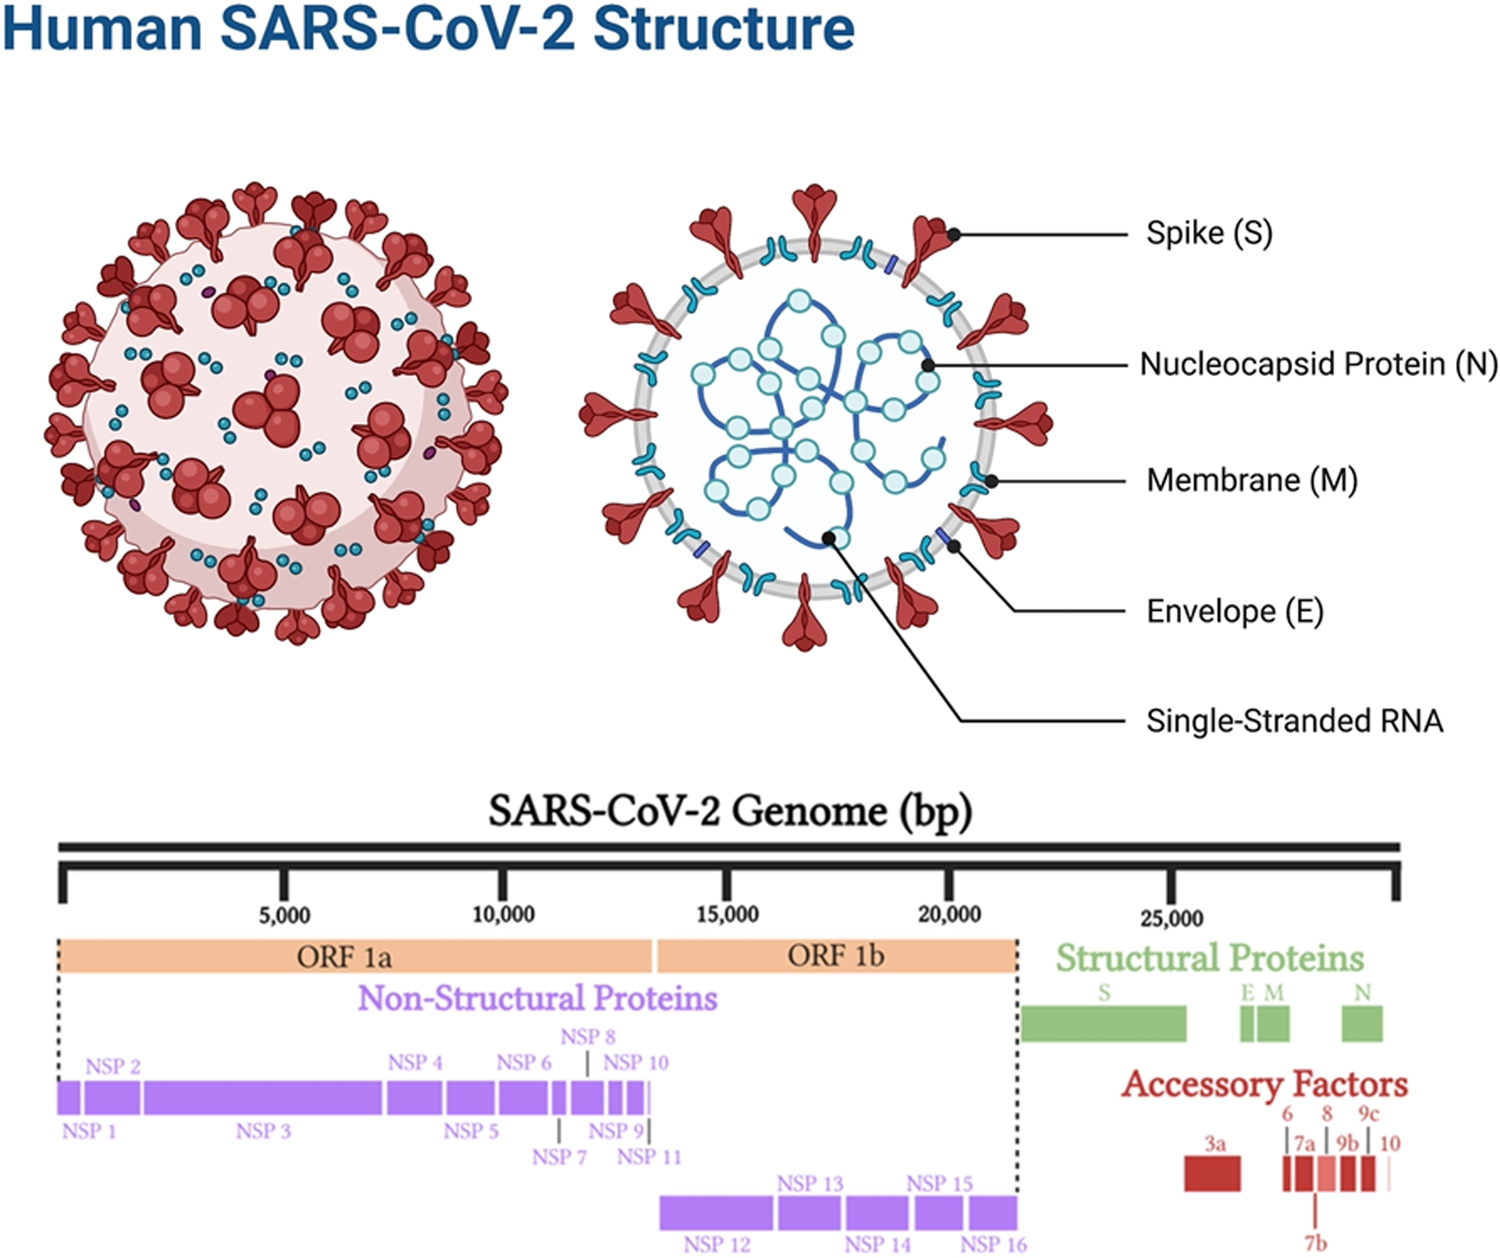 Human SARS-CoV-2 Structure
Spike (S)
Nucleocapsid Protein (N)
Membrane (M)
Envelope (E)
Single-Stranded RNA
SARS-CoV-2 Genome (bp)
5,000 10,000 15,000 20,000 25,000
ORF 1a ORF 1b
Structural Proteins
Non-Structural Proteins
S E M N
NSP 8
NSP 2 NSP 4 NSP 6 NSP 10
NSP 1 NSP 3 NSP 5 NSP 9
NSP 7 NSP 11
Accessory Factors
6 8 9c
3a 7a 9b 10
7b
NSP 13 NSP 15
NSP 12 NSP 14 NSP 16